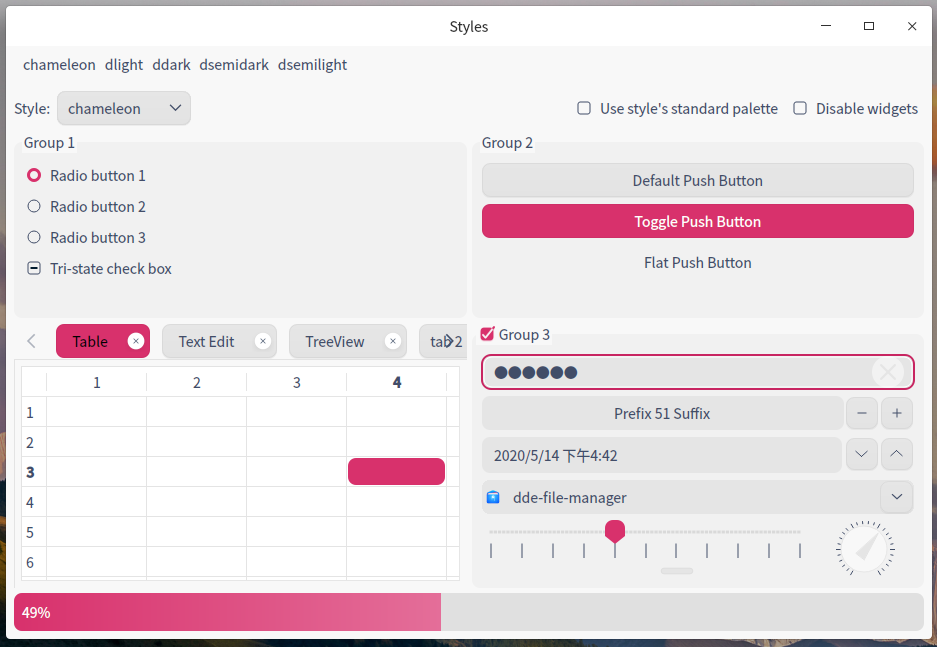 Styles
chameleon dlight ddark dsemidark dsemilight
Style: chameleon Use style's standard palette Disable widgets
Group 1
Radio button 1
Radio button 2
Radio button 3
Tri-state check box
Group 2
Default Push Button
Toggle Push Button
Flat Push Button
Table Text Edit TreeView tab2
1 2 3 4
1
2
3
4
5
6
Group 3
Prefix 51 Suffix
2020/5/14 下午4:42
dde-file-manager
49%